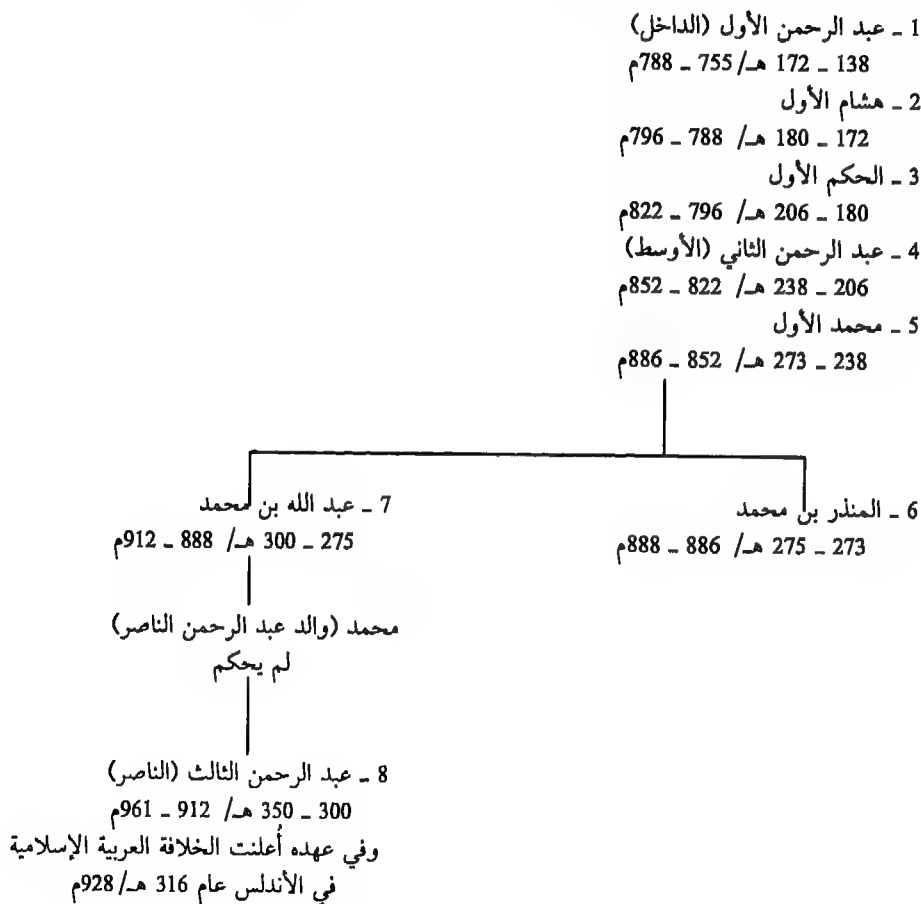 1 ـ عبد الرحمن الأول (الداخل)
138 ـ 172 هـ/ 755 ـ 788م
2 ـ هشام الأول
172 ـ 180 هـ/ 788 ـ 796م
3 ـ الحكم الأول
180 ـ 206 هـ/ 796 ـ 822م
4 ـ عبد الرحمن الثاني (الأوسط)
206 ـ 238 هـ/ 822 ـ 852م
5 ـ محمد الأول
238 ـ 273 هـ/ 852 ـ 886م
6 ـ المنذر بن محمد
273 ـ 275 هـ/ 886 ـ 888م
7 ـ عبد الله بن محمد
275 ـ 300 هـ/ 888 ـ 912م
محمد (والد عبد الرحمن الناصر)
لم يحكم
8 ـ عبد الرحمن الثالث (الناصر)
300 ـ 350 هـ/ 912 ـ 961م
وفي عهده أُعلنت الخلافة العربية الإسلامية
في الأندلس عام 316 هـ/928م